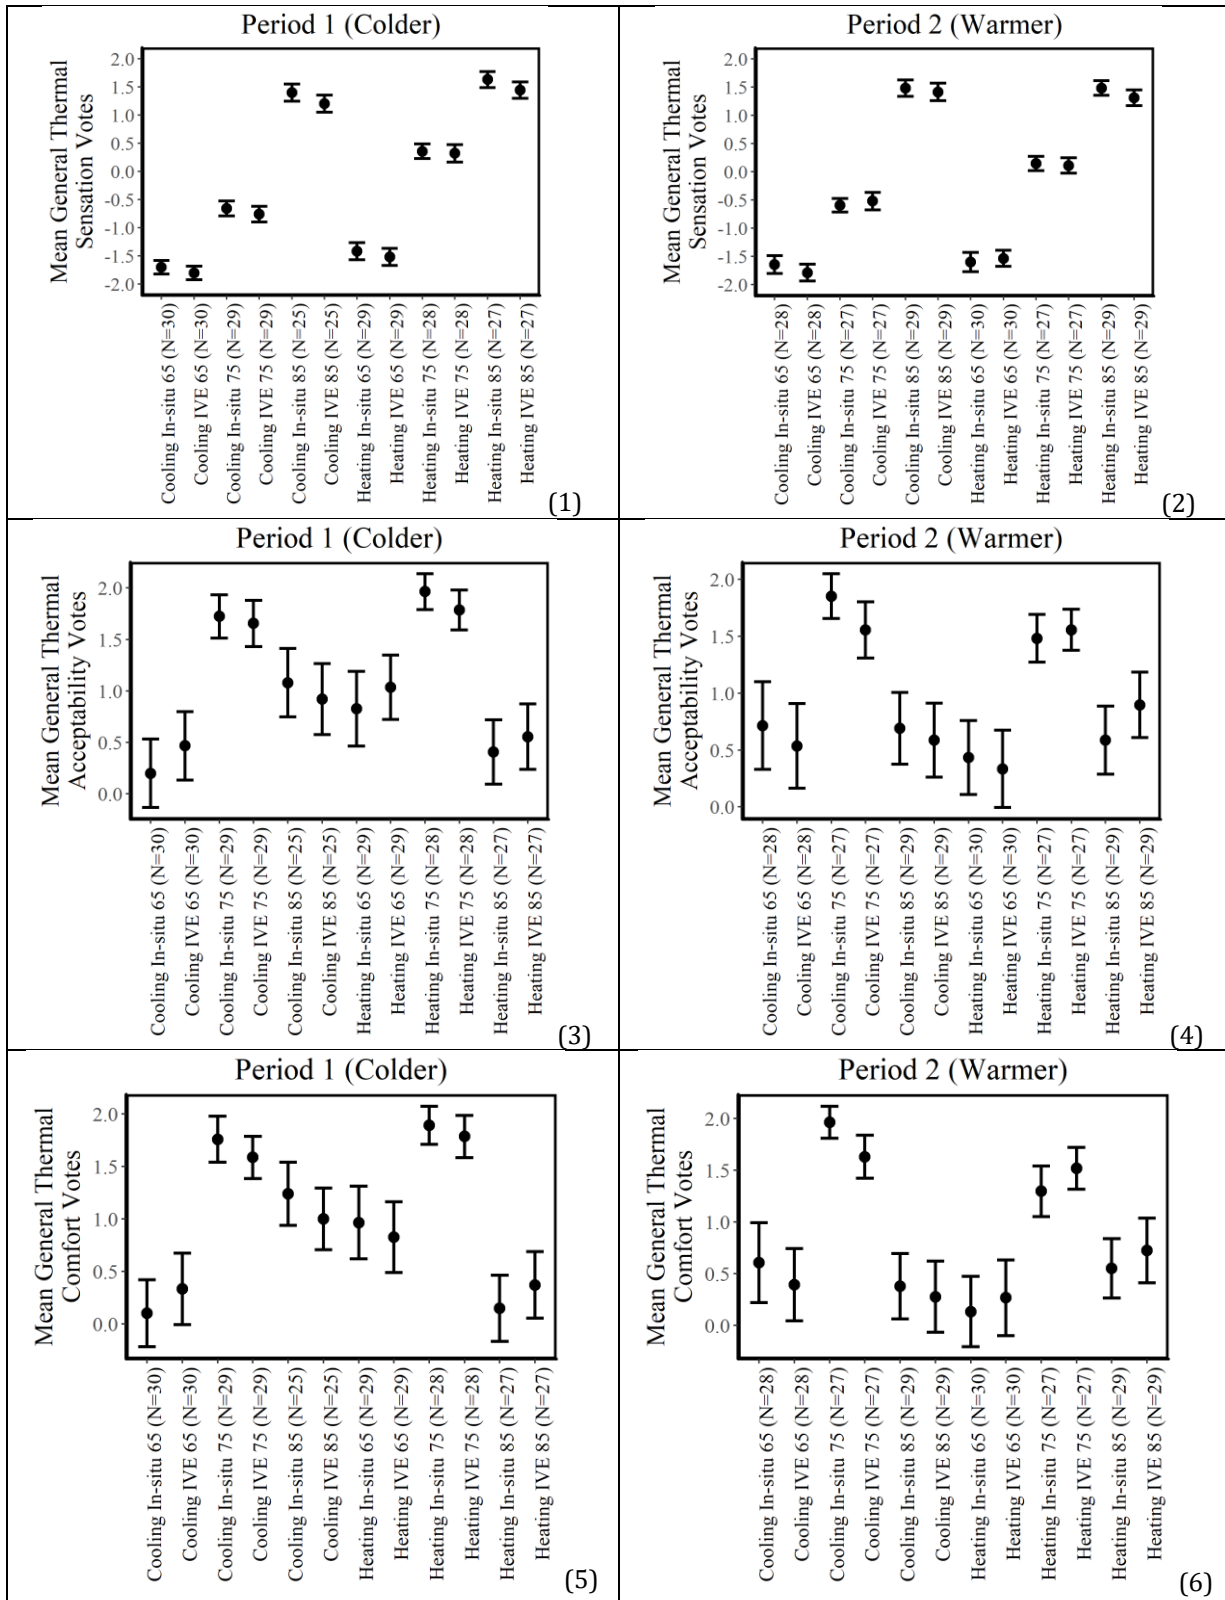 Period 1 (Colder)
Mean General Thermal
Sensation Votes
2.0
1.5
1.0
0.5
0.0
-0.5
-1.0
-1.5
-2.0
Cooling In-situ 65 (N=30)
Cooling IVE 65 (N=30)
Cooling In-situ 75 (N=29)
Cooling IVE 75 (N=29)
Cooling In-situ 85 (N=25)
Cooling IVE 85 (N=25)
Heating In-situ 65 (N=29)
Heating IVE 65 (N=29)
Heating In-situ 75 (N=28)
Heating IVE 75 (N=28)
Heating In-situ 85 (N=27)
Heating IVE 85 (N=27)
(1)
Period 2 (Warmer)
Mean General Thermal
Sensation Votes
2.0
1.5
1.0
0.5
0.0
-0.5
-1.0
-1.5
-2.0
Cooling In-situ 65 (N=28)
Cooling IVE 65 (N=28)
Cooling In-situ 75 (N=27)
Cooling IVE 75 (N=27)
Cooling In-situ 85 (N=29)
Cooling IVE 85 (N=29)
Heating In-situ 65 (N=30)
Heating IVE 65 (N=30)
Heating In-situ 75 (N=27)
Heating IVE 75 (N=27)
Heating In-situ 85 (N=29)
Heating IVE 85 (N=29)
(2)
Period 1 (Colder)
Mean General Thermal
Acceptability Votes
2.0
1.5
1.0
0.5
0.0
Cooling In-situ 65 (N=30)
Cooling IVE 65 (N=30)
Cooling In-situ 75 (N=29)
Cooling IVE 75 (N=29)
Cooling In-situ 85 (N=25)
Cooling IVE 85 (N=25)
Heating In-situ 65 (N=29)
Heating IVE 65 (N=29)
Heating In-situ 75 (N=28)
Heating IVE 75 (N=28)
Heating In-situ 85 (N=27)
Heating IVE 85 (N=27)
(3)
Period 2 (Warmer)
Mean General Thermal
Acceptability Votes
2.0
1.5
1.0
0.5
0.0
Cooling In-situ 65 (N=28)
Cooling IVE 65 (N=28)
Cooling In-situ 75 (N=27)
Cooling IVE 75 (N=27)
Cooling In-situ 85 (N=29)
Cooling IVE 85 (N=29)
Heating In-situ 65 (N=30)
Heating IVE 65 (N=30)
Heating In-situ 75 (N=27)
Heating IVE 75 (N=27)
Heating In-situ 85 (N=29)
Heating IVE 85 (N=29)
(4)
Period 1 (Colder)
Mean General Thermal
Comfort Votes
2.0
1.5
1.0
0.5
0.0
Cooling In-situ 65 (N=30)
Cooling IVE 65 (N=30)
Cooling In-situ 75 (N=29)
Cooling IVE 75 (N=29)
Cooling In-situ 85 (N=25)
Cooling IVE 85 (N=25)
Heating In-situ 65 (N=29)
Heating IVE 65 (N=29)
Heating In-situ 75 (N=28)
Heating IVE 75 (N=28)
Heating In-situ 85 (N=27)
Heating IVE 85 (N=27)
(5)
Period 2 (Warmer)
Mean General Thermal
Comfort Votes
2.0
1.5
1.0
0.5
0.0
Cooling In-situ 65 (N=28)
Cooling IVE 65 (N=28)
Cooling In-situ 75 (N=27)
Cooling IVE 75 (N=27)
Cooling In-situ 85 (N=29)
Cooling IVE 85 (N=29)
Heating In-situ 65 (N=30)
Heating IVE 65 (N=30)
Heating In-situ 75 (N=27)
Heating IVE 75 (N=27)
Heating In-situ 85 (N=29)
Heating IVE 85 (N=29)
(6)